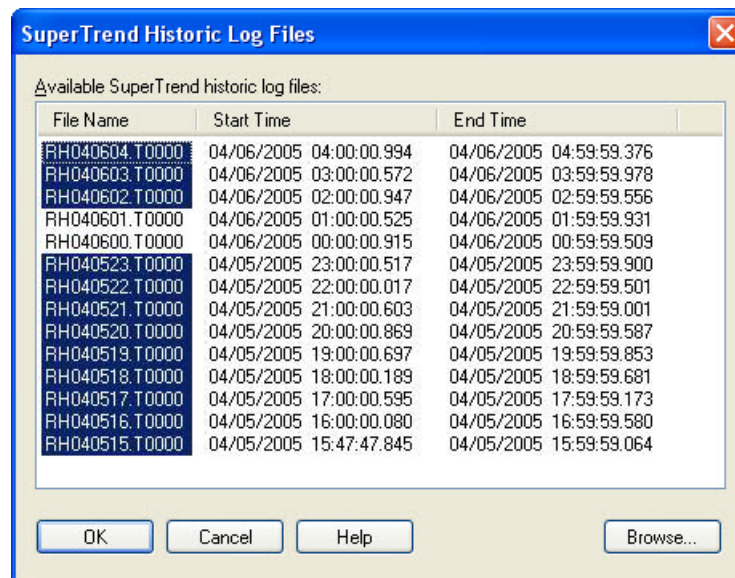 SuperTrend Historic Log Files
Available SuperTrend historic log files:
File Name Start Time End Time
RH040604.T0000 04/06/2005 04:00:00.994 04/06/2005 04:59:59.376
RH040603.T0000 04/06/2005 03:00:00.572 04/06/2005 03:59:59.978
RH040602.T0000 04/06/2005 02:00:00.947 04/06/2005 02:59:59.556
RH040601.T0000 04/06/2005 01:00:00.525 04/06/2005 01:59:59.931
RH040600.T0000 04/06/2005 00:00:00.915 04/06/2005 00:59:59.509
RH040523.T0000 04/05/2005 23:00:00.517 04/05/2005 23:59:59.900
RH040522.T0000 04/05/2005 22:00:00.017 04/05/2005 22:59:59.501
RH040521.T0000 04/05/2005 21:00:00.603 04/05/2005 21:59:59.001
RH040520.T0000 04/05/2005 20:00:00.869 04/05/2005 20:59:59.587
RH040519.T0000 04/05/2005 19:00:00.697 04/05/2005 19:59:59.853
RH040518.T0000 04/05/2005 18:00:00.189 04/05/2005 18:59:59.681
RH040517.T0000 04/05/2005 17:00:00.595 04/05/2005 17:59:59.173
RH040516.T0000 04/05/2005 16:00:00.080 04/05/2005 16:59:59.580
RH040515.T0000 04/05/2005 15:47:47.845 04/05/2005 15:59:59.064
OK Cancel Help Browse...